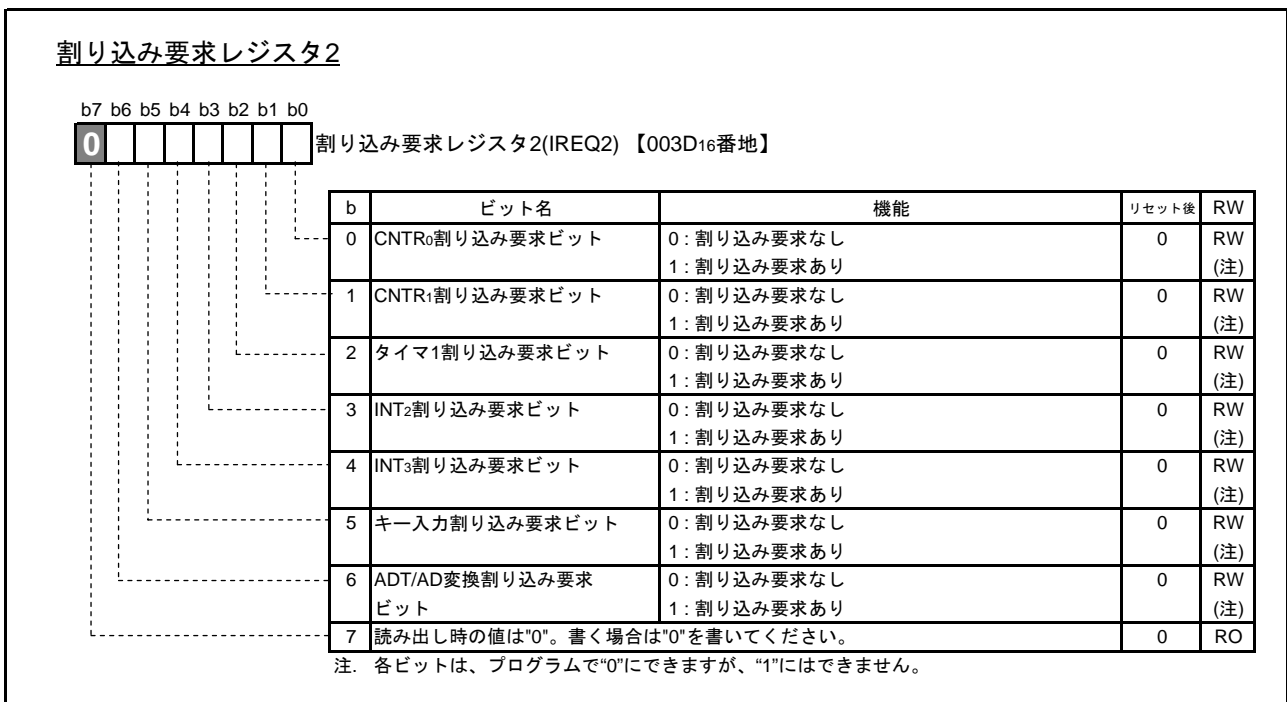 割り込み要求レジスタ2
b7 b6 b5 b4 b3 b2 b1 b0
0 割り込み要求レジスタ2(IREQ2) 【003D16番地】
b ビット名 機能 リセット後 RW
0 CNTR0割り込み要求ビット 0 : 割り込み要求なし 0 RW
1 : 割り込み要求あり (注)
1 CNTR1割り込み要求ビット 0 : 割り込み要求なし 0 RW
1 : 割り込み要求あり (注)
2 タイマ1割り込み要求ビット 0 : 割り込み要求なし 0 RW
1 : 割り込み要求あり (注)
3 INT2割り込み要求ビット 0 : 割り込み要求なし 0 RW
1 : 割り込み要求あり (注)
4 INT3割り込み要求ビット 0 : 割り込み要求なし 0 RW
1 : 割り込み要求あり (注)
5 キー入力割り込み要求ビット 0 : 割り込み要求なし 0 RW
1 : 割り込み要求あり (注)
6 ADT/AD変換割り込み要求 0 : 割り込み要求なし 0 RW
ビット 1 : 割り込み要求あり (注)
7 読み出し時の値は"0"。書く場合は"0"を書いてください。 0 RO
注. 各ビットは、プログラムで“0”にできますが、“1”にはできません。